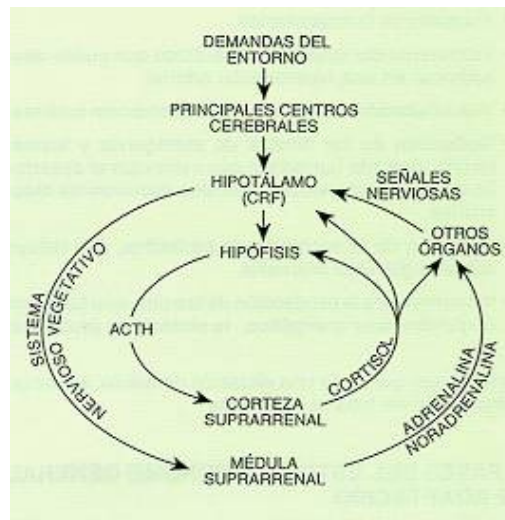 DEMANDAS DEL
ENTORNO
PRINCIPALES CENTROS
CEREBRALES
HIPOTÁLAMO
(CRF)
SEÑALES
NERVIOSAS
HIPÓFISIS
OTROS
ÓRGANOS
SISTEMA
NERVIOSO VEGETATIVO
ACTH
CORTISOL
CORTEZA
SUPRARRENAL
ADRENALINA
NORADRENALINA
MÉDULA
SUPRARRENAL